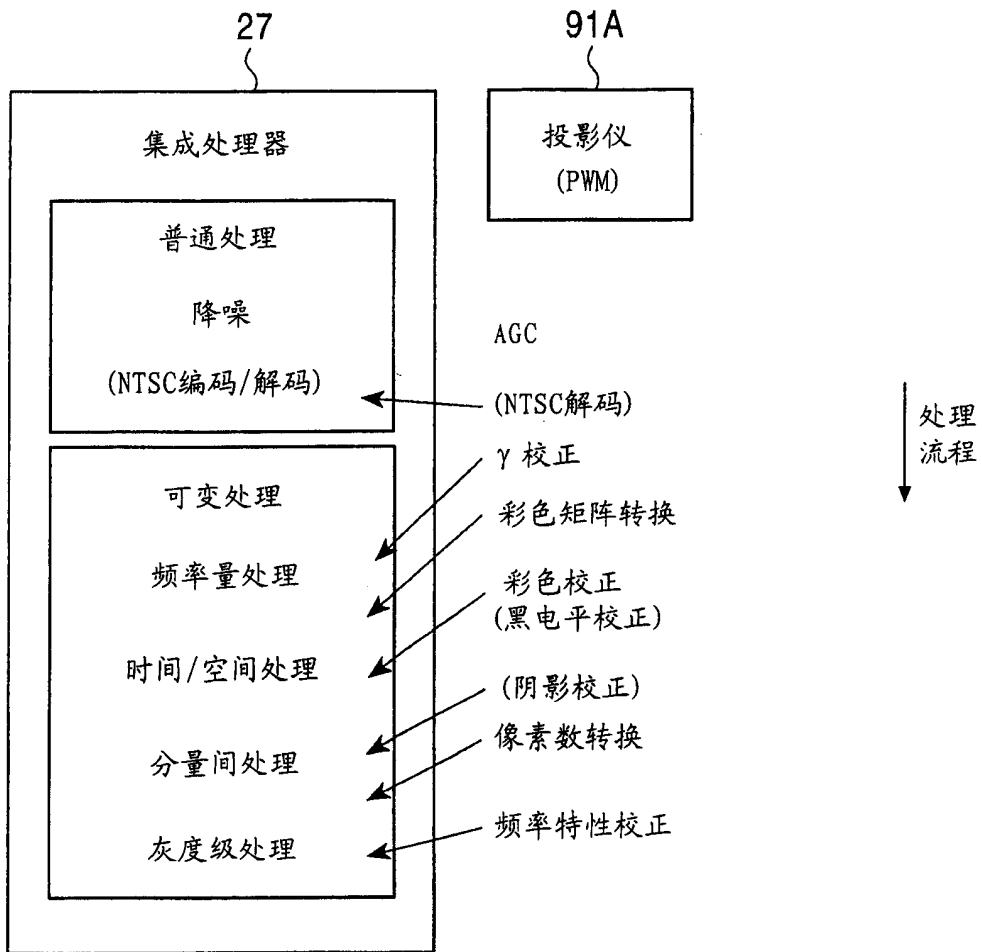 27
91A
集成处理器
普通处理
降噪
(NTSC编码/解码)
可变处理
频率量处理
时间/空间处理
分量间处理
灰度级处理
投影仪
(PWM)
AGC
(NTSC解码)
γ 校正
彩色矩阵转换
彩色校正
(黑电平校正)
(阴影校正)
像素数转换
频率特性校正
处理
流程